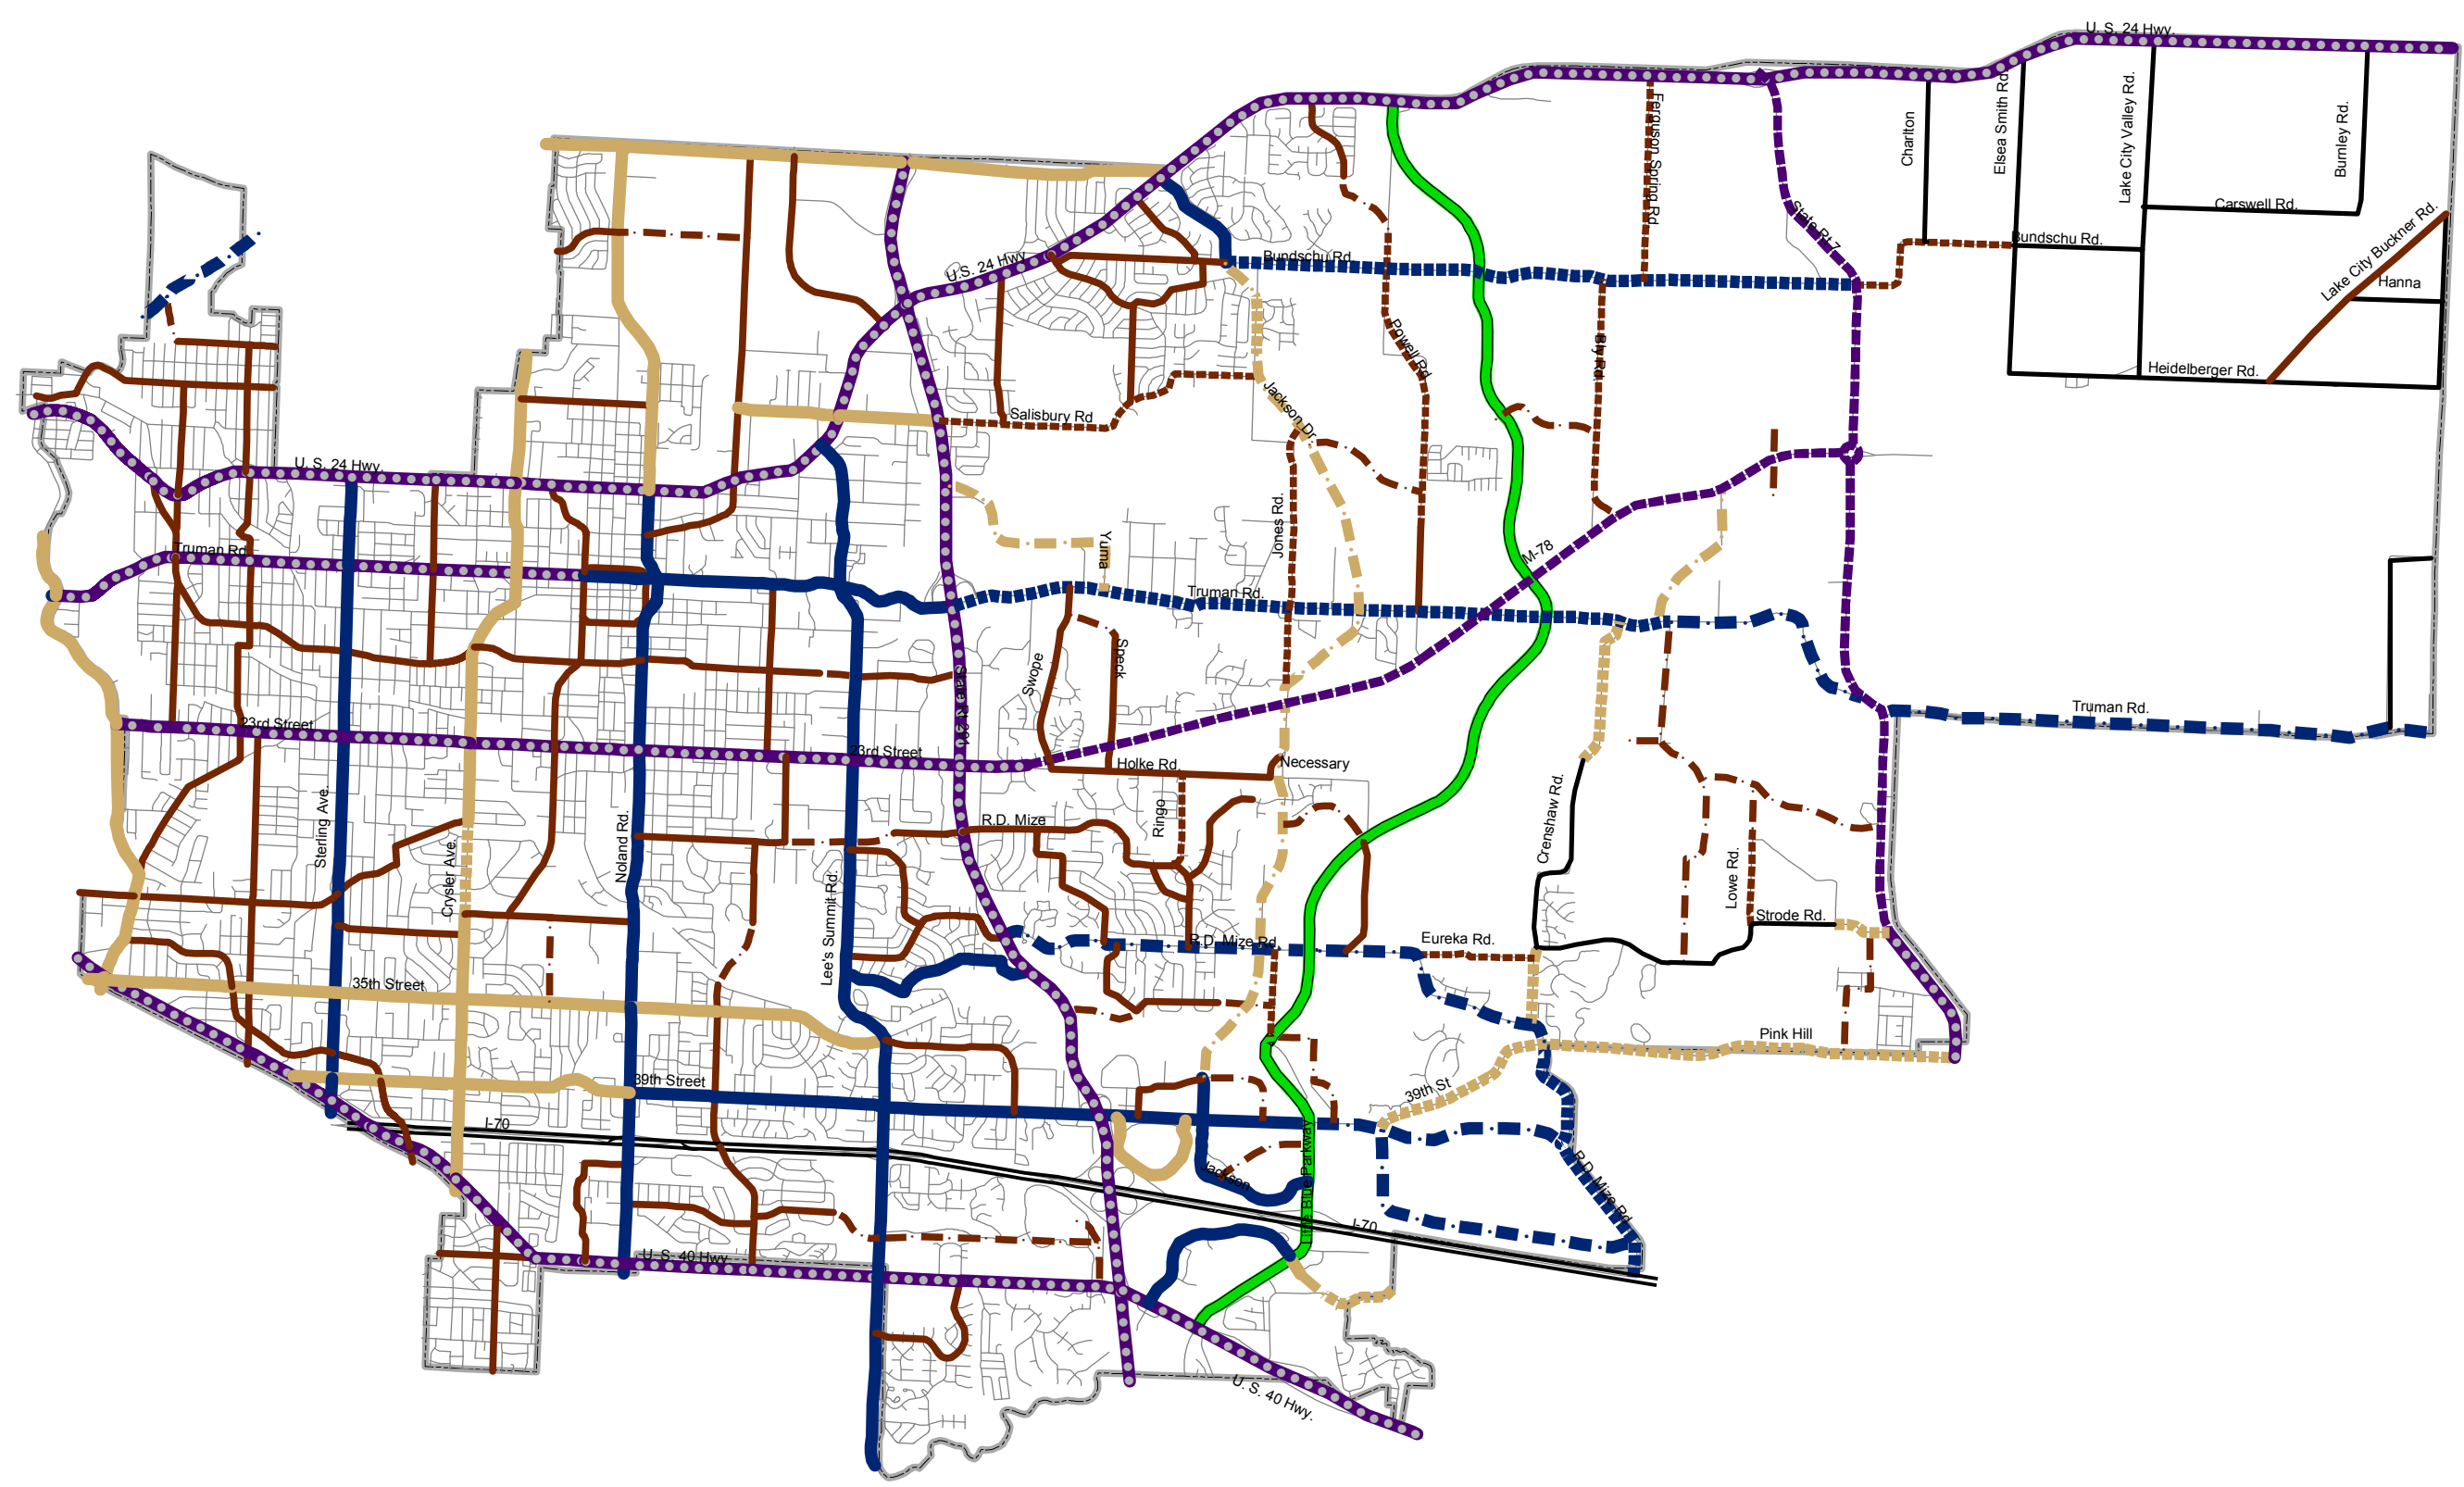 U. S. 24 Hwy.
Ferguson Spring Rd
Charlton
Elsea Smith Rd.
Lake City Valley Rd.
Burnley Rd.
Carswell Rd.
State Rt 7
Bundschu Rd.
Lake City Buckner Rd.
Hanna
Heidelberger Rd.
U.S. 24 Hwy
Bundschu Rd.
Powell Rd
Bly Rd.
Jackson Dr.
Salisbury Rd
U. S. 24 Hwy.
Truman Rd.
Yuma
Jones Rd.
M-78
Truman Rd.
Swope
Speck
State Rt 291
Truman Rd.
23rd Street
23rd Street
Holke Rd.
Necessary
Sterling Ave.
Crysler Ave.
Noland Rd.
Lee's Summit Rd.
R.D. Mize
Ringo
Crenshaw Rd.
Lowe Rd.
Strode Rd.
R.D. Mize Rd
Eureka Rd.
35th Street
Pink Hill
39th Street
39th St
I-70
Jackson
Little Blue Parkway
R.D. Mize Rd
I-70
U. S. 40 Hwy
U. S. 40 Hwy.